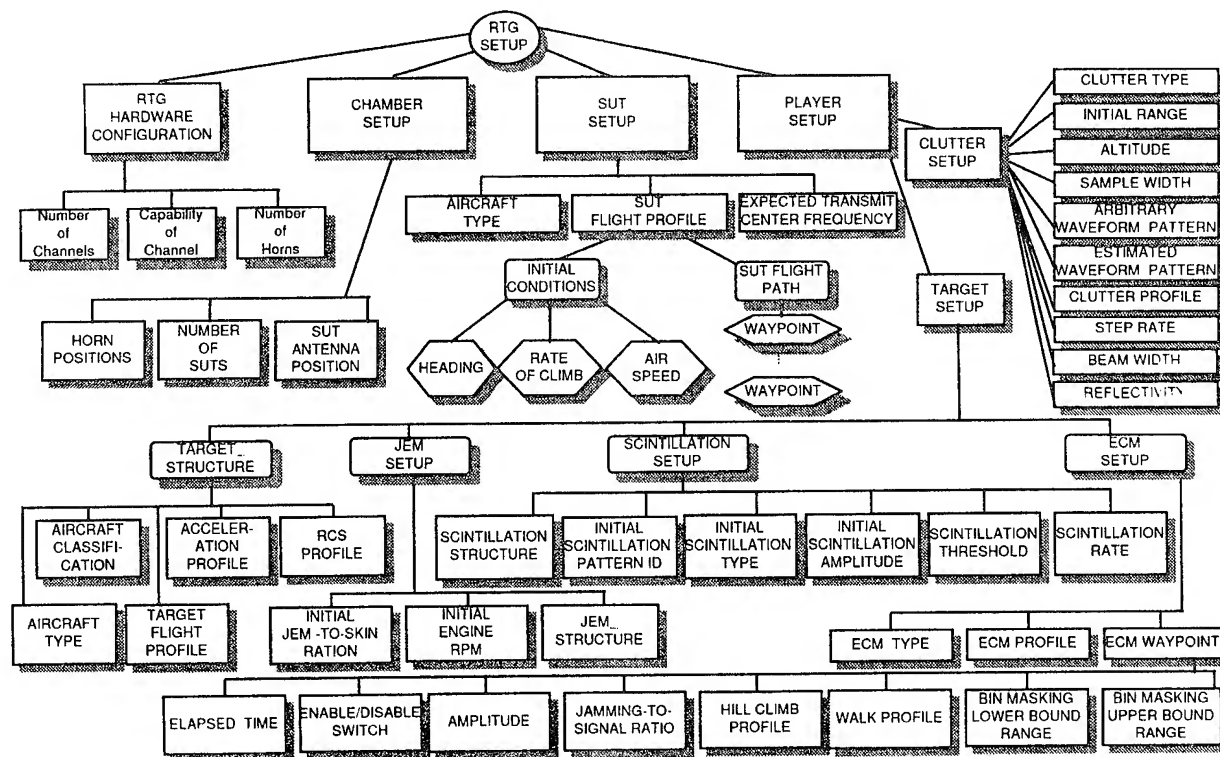 RTG
SETUP
RTG
HARDWARE
CONFIGURATION
CHAMBER
SETUP
SUT
SETUP
PLAYER
SETUP
CLUTTER
SETUP
CLUTTER TYPE
INITIAL RANGE
ALTITUDE
SAMPLE WIDTH
ARBITRARY
WAVEFORM PATTERN
ESTIMATED
WAVEFORM PATTERN
CLUTTER PROFILE
STEP RATE
BEAM WIDTH
REFLECTIVITY
Number
of
Channels
Capability
of
Channel
Number
of
Horns
AIRCRAFT
TYPE
SUT
FLIGHT PROFILE
EXPECTED TRANSMIT
CENTER FREQUENCY
INITIAL
CONDITIONS
SUT FLIGHT
PATH
TARGET
SETUP
HORN
POSITIONS
NUMBER
OF
SUTS
SUT
ANTENNA
POSITION
HEADING
RATE
OF CLIMB
AIR
SPEED
WAYPOINT
WAYPOINT
TARGET_
STRUCTURE
JEM
SETUP
SCINTILLATION
SETUP
ECM
SETUP
AIRCRAFT
CLASSIFI-
CATION
ACCELER-
ATION
PROFILE
RCS
PROFILE
SCINTILLATION
STRUCTURE
INITIAL
SCINTILLATION
PATTERN ID
INITIAL
SCINTILLATION
TYPE
INITIAL
SCINTILLATION
AMPLITUDE
SCINTILLATION
THRESHOLD
SCINTILLATION
RATE
AIRCRAFT
TYPE
TARGET
FLIGHT
PROFILE
INITIAL
JEM -TO-SKIN
RATION
INITIAL
ENGINE
RPM
JEM_
STRUCTURE
ECM TYPE
ECM PROFILE
ECM WAYPOINT
ELAPSED TIME
ENABLE/DISABLE
SWITCH
AMPLITUDE
JAMMING-TO-
SIGNAL RATIO
HILL CLIMB
PROFILE
WALK PROFILE
BIN MASKING
LOWER BOUND
RANGE
BIN MASKING
UPPER BOUND
RANGE